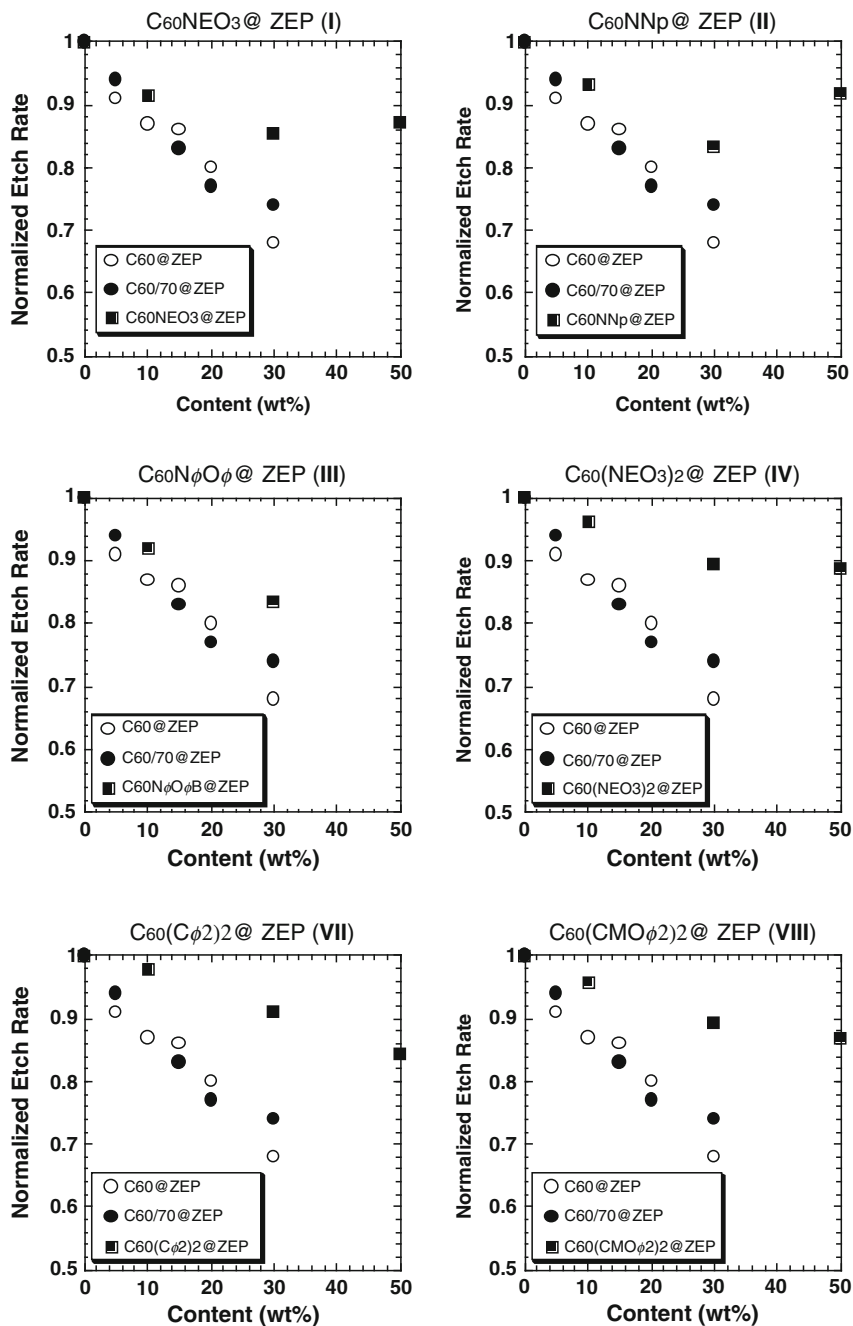 C60NEO3@ ZEP (I)
Normalized Etch Rate
1
0.9
0.8
0.7
0.6
0.5
C60@ZEP
C60/70@ZEP
C60NEO3@ZEP
0 10 20 30 40 50
Content (wt%)
C60NNp@ ZEP (II)
Normalized Etch Rate
1
0.9
0.8
0.7
0.6
0.5
C60@ZEP
C60/70@ZEP
C60NNp@ZEP
0 10 20 30 40 50
Content (wt%)
C60NϕOϕ@ ZEP (III)
Normalized Etch Rate
1
0.9
0.8
0.7
0.6
0.5
C60@ZEP
C60/70@ZEP
C60NϕOϕB@ZEP
0 10 20 30 40 50
Content (wt%)
C60(NEO3)2@ ZEP (IV)
Normalized Etch Rate
1
0.9
0.8
0.7
0.6
0.5
C60@ZEP
C60/70@ZEP
C60(NEO3)2@ZEP
0 10 20 30 40 50
Content (wt%)
C60(Cϕ2)2@ ZEP (VII)
Normalized Etch Rate
1
0.9
0.8
0.7
0.6
0.5
C60@ZEP
C60/70@ZEP
C60(Cϕ2)2@ZEP
0 10 20 30 40 50
Content (wt%)
C60(CMOϕ2)2@ ZEP (VIII)
Normalized Etch Rate
1
0.9
0.8
0.7
0.6
0.5
C60@ZEP
C60/70@ZEP
C60(CMOϕ2)2@ZEP
0 10 20 30 40 50
Content (wt%)